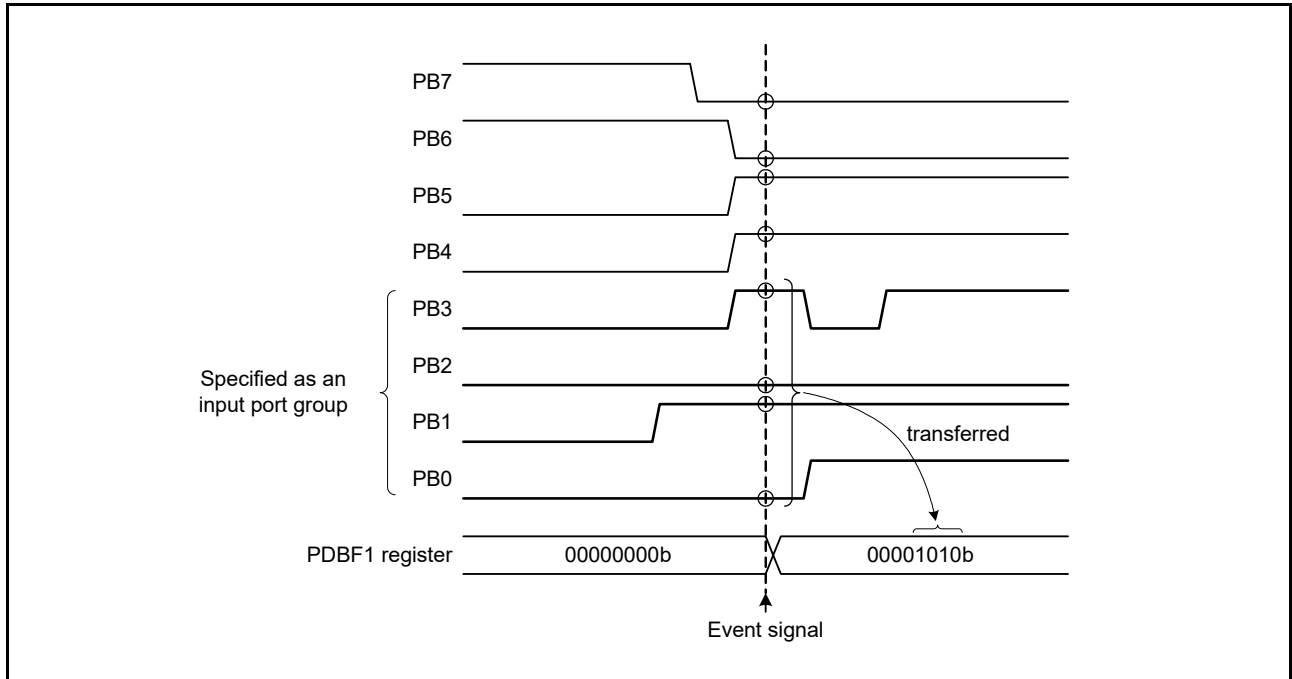 PB7
PB6
PB5
PB4
PB3
PB2
Specified as an
input port group
PB1
transferred
PB0
PDBF1 register
00000000b
00001010b
Event signal